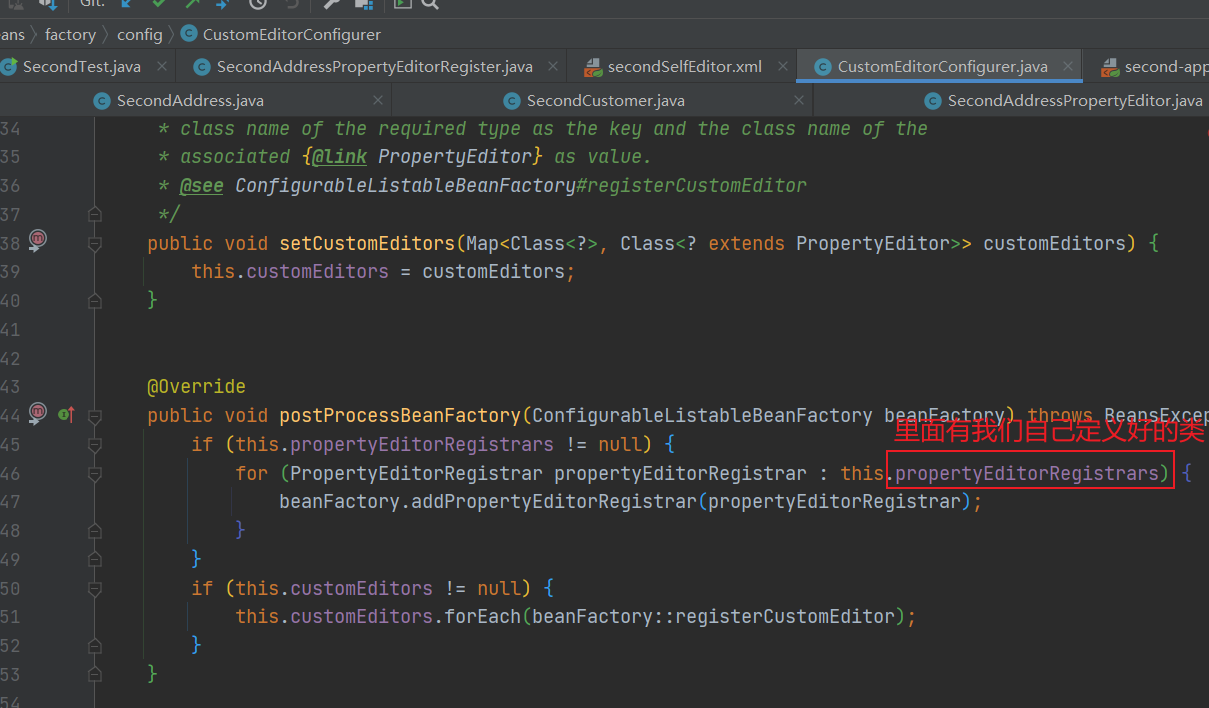 Git:
ans 〉 factory 〉 config 〉 CustomEditorConfigurer
SecondTest.java SecondAddressPropertyEditorRegister.java secondSelfEditor.xml CustomEditorConfigurer.java second-app
SecondAddress.java SecondCustomer.java SecondAddressPropertyEditor.java
34 * class name of the required type as the key and the class name of the
35 * associated {@link PropertyEditor} as value.
36 * @see ConfigurableListableBeanFactory#registerCustomEditor
37 */
38 public void setCustomEditors(Map<Class<?>, Class<? extends PropertyEditor>> customEditors) {
39 this.customEditors = customEditors;
40 }
41
42
43 @Override
44 public void postProcessBeanFactory(ConfigurableListableBeanFactory beanFactory) throws BeansExcep
里面有我们自己定义好的类
45 if (this.propertyEditorRegistrars != null) {
46 for (PropertyEditorRegistrar propertyEditorRegistrar : this.propertyEditorRegistrars) {
47 beanFactory.addPropertyEditorRegistrar(propertyEditorRegistrar);
48 }
49 }
50 if (this.customEditors != null) {
51 this.customEditors.forEach(beanFactory::registerCustomEditor);
52 }
53 }
54